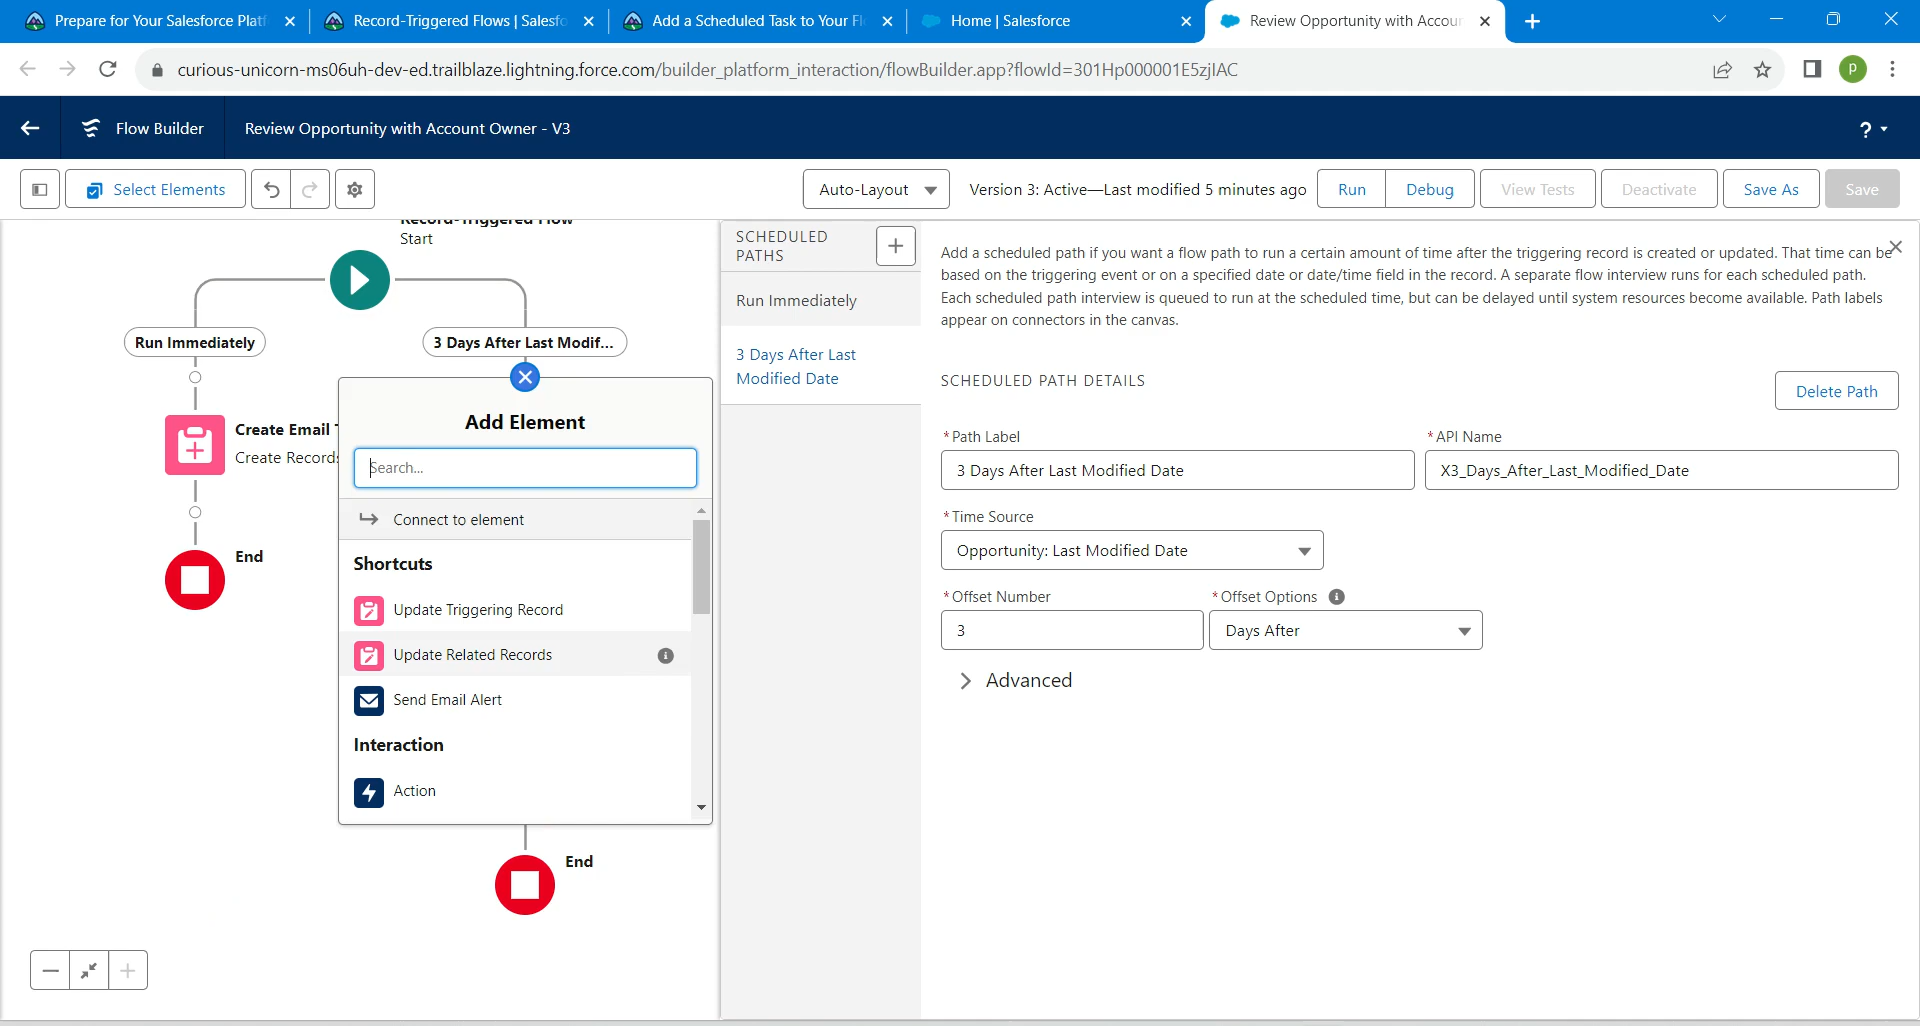 Prepare for Your Salesforce Platf
Record-Triggered Flows | Salesfo
Add a Scheduled Task to Your Fl
Home | Salesforce
Review Opportunity with Accou
curious-unicorn-ms06uh-dev-ed.trailblaze.lightning.force.com/builder_platform_interaction/flowBuilder.app?flowId=301Hp000001E5zjIAC
P
Flow Builder
Review Opportunity with Account Owner - V3
?
Select Elements
Auto-Layout
Version 3: Active—Last modified 5 minutes ago
Run
Debug
View Tests
Deactivate
Save As
Save
Record-Triggered Flow
Start
Run Immediately
3 Days After Last Modif...
Create Email
Create Records
End
Add Element
Search...
Connect to element
Shortcuts
Update Triggering Record
Update Related Records
Send Email Alert
Interaction
Action
End
SCHEDULED
PATHS
Run Immediately
3 Days After Last
Modified Date
Add a scheduled path if you want a flow path to run a certain amount of time after the triggering record is created or updated. That time can be
based on the triggering event or on a specified date or date/time field in the record. A separate flow interview runs for each scheduled path.
Each scheduled path interview is queued to run at the scheduled time, but can be delayed until system resources become available. Path labels
appear on connectors in the canvas.
SCHEDULED PATH DETAILS
Delete Path
*Path Label
*API Name
3 Days After Last Modified Date
X3_Days_After_Last_Modified_Date
*Time Source
Opportunity: Last Modified Date
*Offset Number
*Offset Options
3
Days After
Advanced